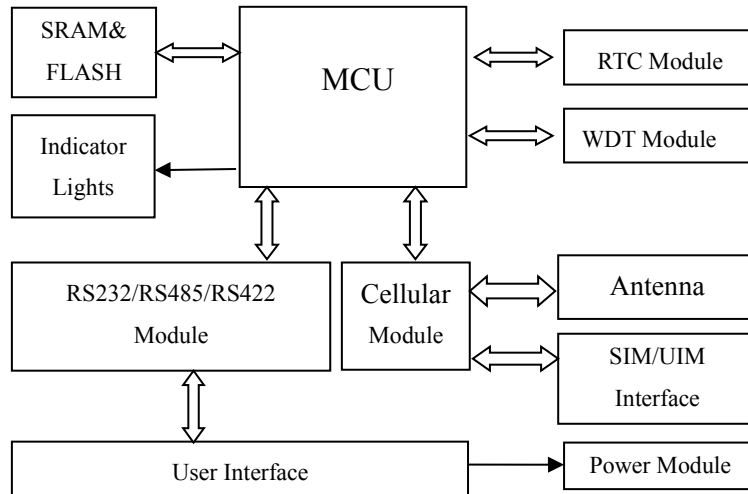 SRAM&
FLASH
MCU
RTC Module
WDT Module
Indicator
Lights
RS232/RS485/RS422
Module
Cellular
Module
Antenna
SIM/UIM
Interface
User Interface
Power Module